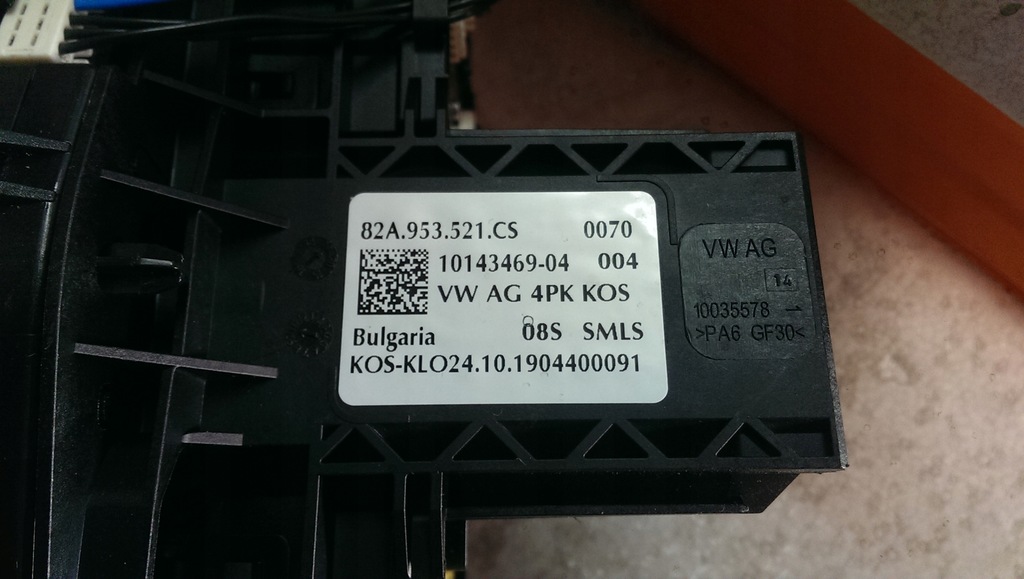 82A.953.521.CS 0070
10143469-04 004
VW AG 4PK KOS
Bulgaria 08S SMLS
KOS-KLO24.10.1904400091
VW AG
14
10035578
>PA6 GF30<